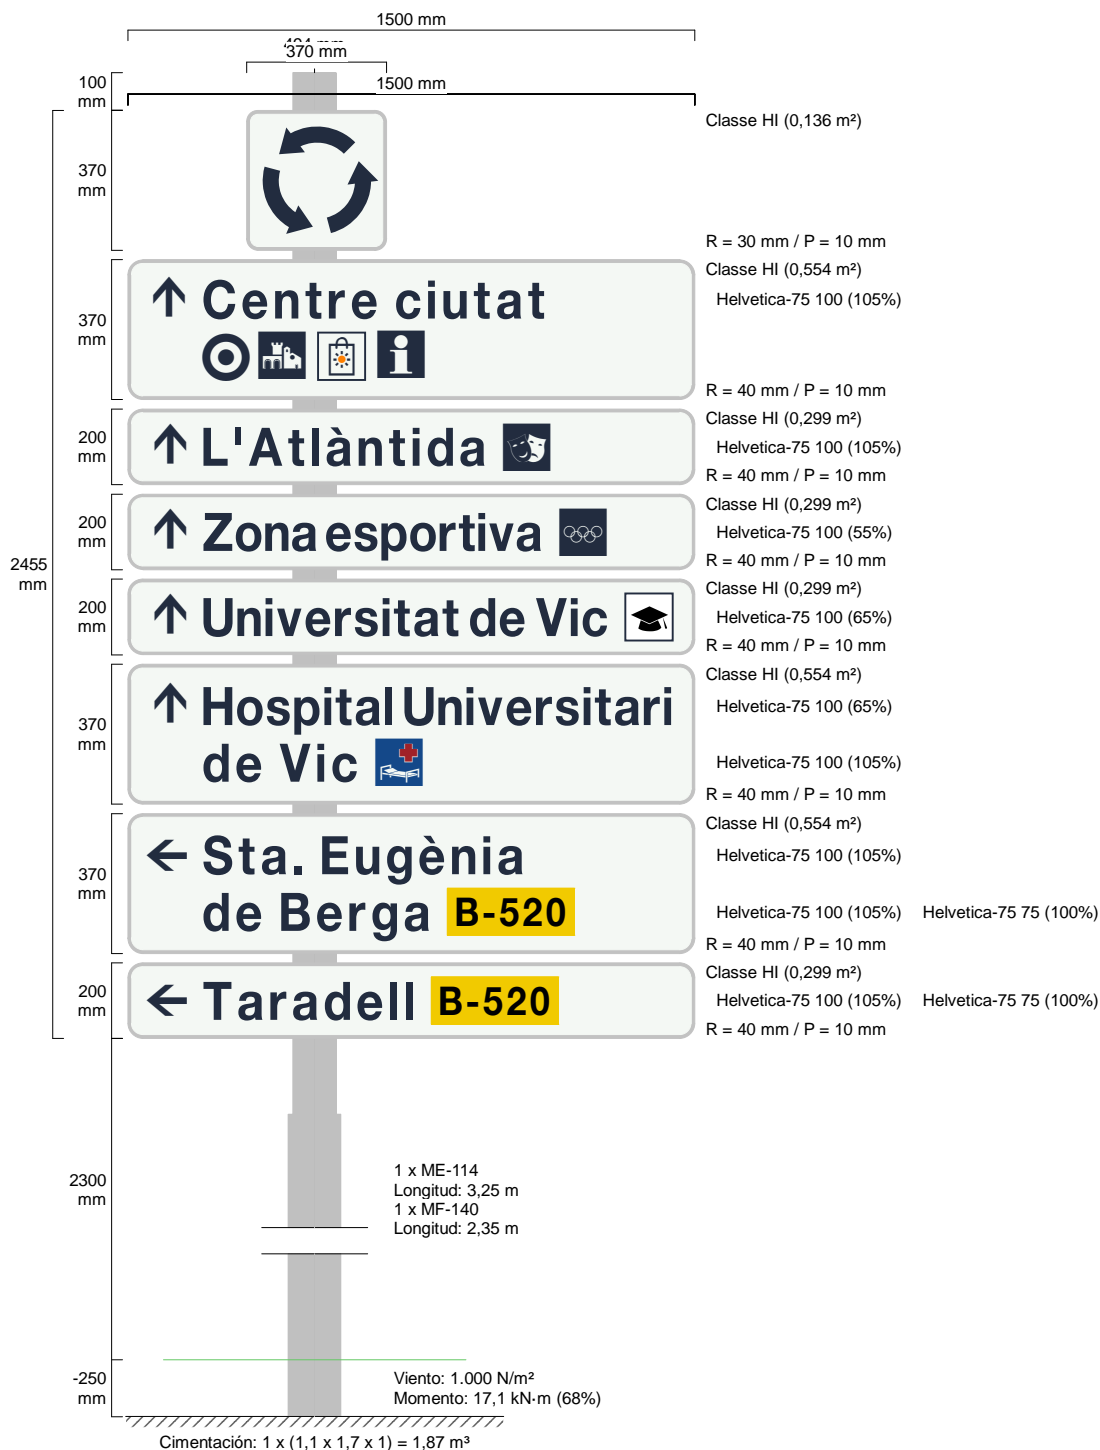 1500 mm
370 mm
100
mm
1500 mm
Classe HI (0,136 m²)
370
mm
R = 30 mm / P = 10 mm
Classe HI (0,554 m²)
Centre ciutat
Helvetica-75 100 (105%)
370
mm
i
R = 40 mm / P = 10 mm
Classe HI (0,299 m²)
200
mm
L'Atlàntida
Helvetica-75 100 (105%)
R = 40 mm / P = 10 mm
Classe HI (0,299 m²)
200
mm
Zona esportiva
Helvetica-75 100 (55%)
R = 40 mm / P = 10 mm
2455
mm
Classe HI (0,299 m²)
200
mm
Universitat de Vic
Helvetica-75 100 (65%)
R = 40 mm / P = 10 mm
Classe HI (0,554 m²)
Hospital Universitari
Helvetica-75 100 (65%)
370
mm
de Vic
Helvetica-75 100 (105%)
R = 40 mm / P = 10 mm
Classe HI (0,554 m²)
Sta. Eugènia
Helvetica-75 100 (105%)
370
mm
de Berga B-520
Helvetica-75 100 (105%) Helvetica-75 75 (100%)
R = 40 mm / P = 10 mm
Classe HI (0,299 m²)
200
mm
Taradell B-520
Helvetica-75 100 (105%) Helvetica-75 75 (100%)
R = 40 mm / P = 10 mm
2300
mm
1 x ME-114
Longitud: 3,25 m
1 x MF-140
Longitud: 2,35 m
-250
mm
Viento: 1.000 N/m²
Momento: 17,1 kN·m (68%)
Cimentación: 1 x (1,1 x 1,7 x 1) = 1,87 m³